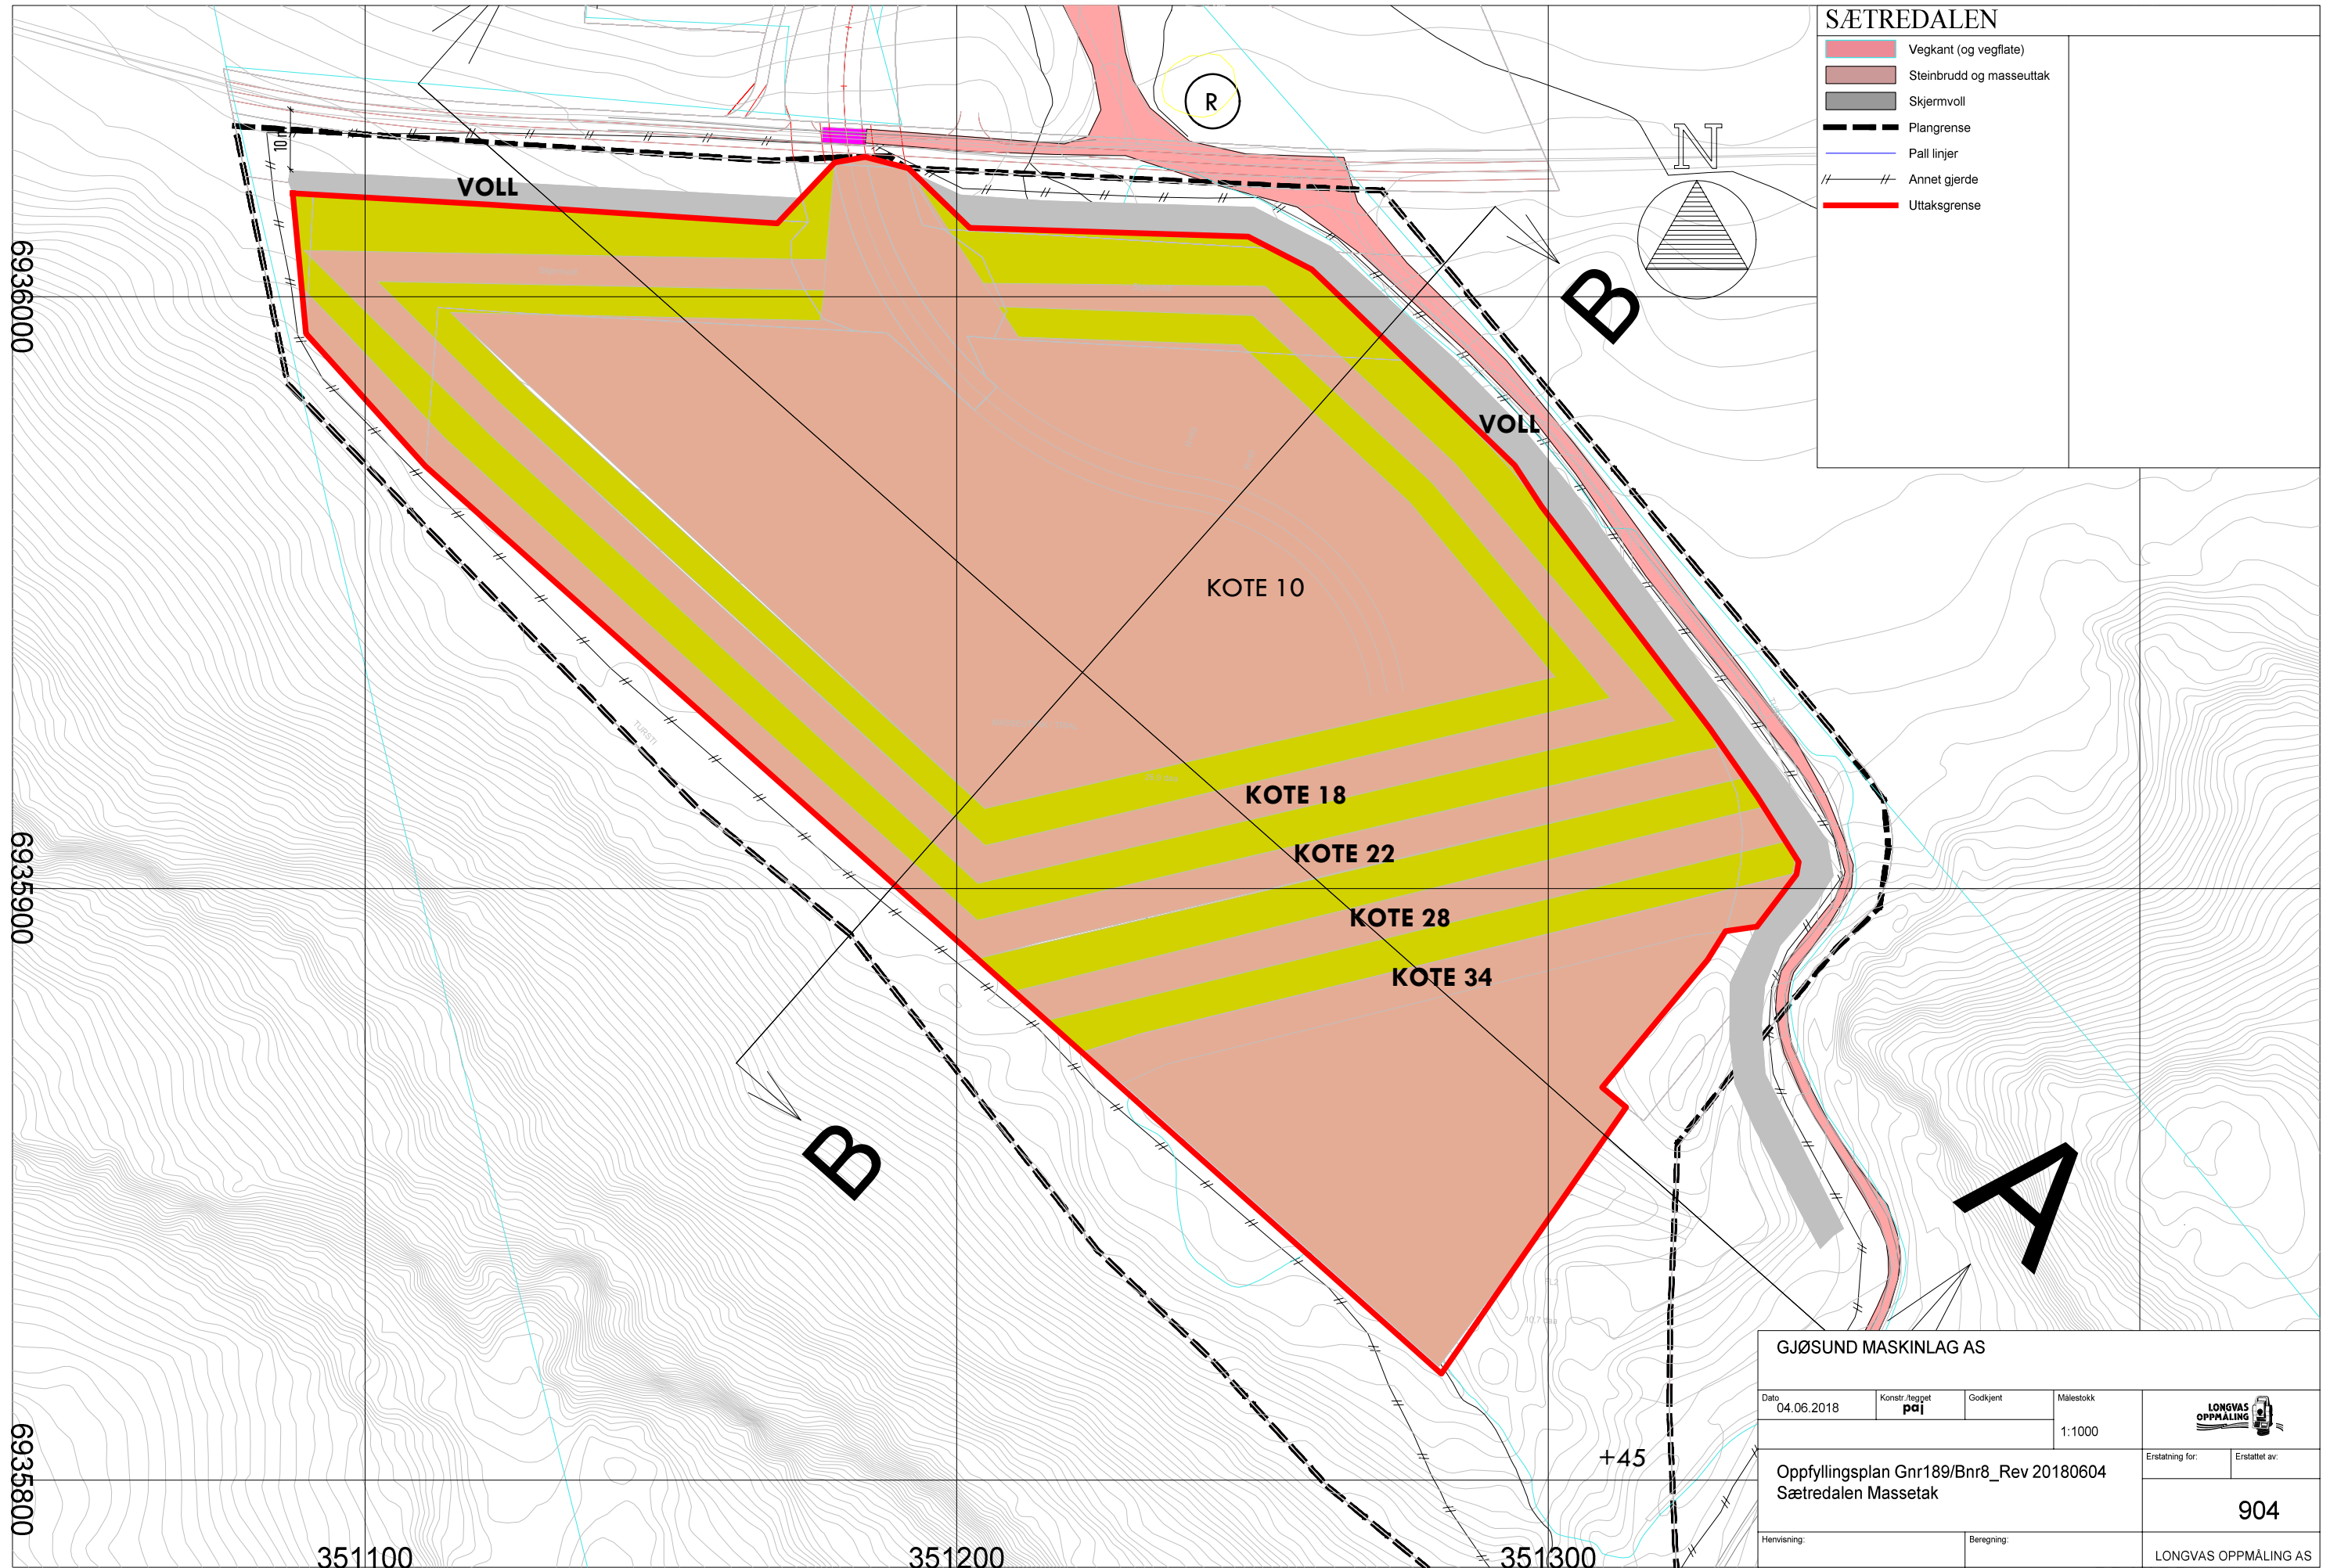 SÆTREDALEN
Vegkant (og vegflate)
Steinbrudd og masseuttak
Skjermvoll
Plangrense
Pall linjer
Annet gjerde
Uttaksgrense
N
R
10 m
VOLL
B
6936000
VOLL
KOTE 10
TURSTI
KOTE 18
KOTE 22
6935900
KOTE 28
KOTE 34
B
A
+45
6935800
351100
351200
351300
GJØSUND MASKINLAG AS
Dato
04.06.2018
Konstr./tegnet
paj
Godkjent
Målestokk
1:1000
LONGVAS
OPPMÅLING
Oppfyllingsplan Gnr189/Bnr8_Rev 20180604
Sætredalen Massetak
Erstatning for:
Erstattet av:
904
Henvisning:
Beregning:
LONGVAS OPPMÅLING AS